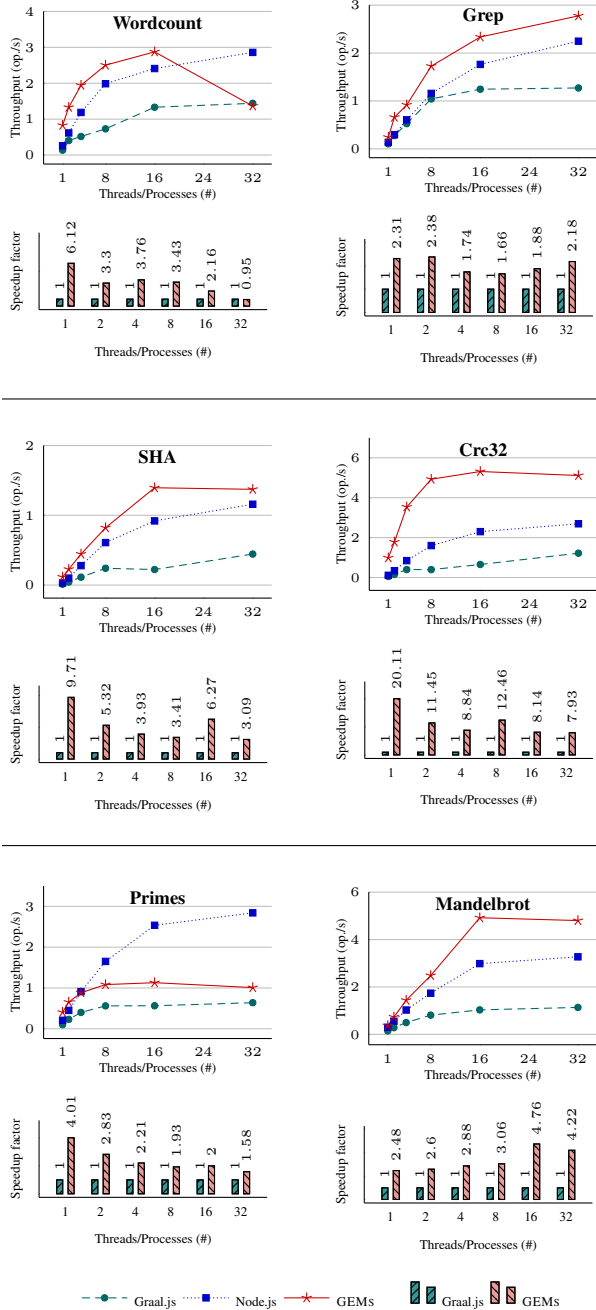 Wordcount
Throughput (op./s)
4
3
2
1
0
1 8 16 24 32
Threads/Processes (#)
Speedup factor
1 6.12 1 3.3 1 3.76 1 3.43 1 2.16 1 0.95
1 2 4 8 16 32
Threads/Processes (#)
Grep
Throughput (op./s)
3
2
1
0
1 8 16 24 32
Threads/Processes (#)
Speedup factor
1 2.31 1 2.38 1 1.74 1 1.66 1 1.88 1 2.18
1 2 4 8 16 32
Threads/Processes (#)
SHA
Throughput (op./s)
2
1
0
1 8 16 24 32
Threads/Processes (#)
Speedup factor
1 9.71 1 5.32 1 3.93 1 3.41 1 6.27 1 3.09
1 2 4 8 16 32
Threads/Processes (#)
Crc32
Throughput (op./s)
6
4
2
0
1 8 16 24 32
Threads/Processes (#)
Speedup factor
1 20.11 1 11.45 1 8.84 1 12.46 1 8.14 1 7.93
1 2 4 8 16 32
Threads/Processes (#)
Primes
Throughput (op./s)
3
2
1
0
1 8 16 24 32
Threads/Processes (#)
Speedup factor
1 4.01 1 2.83 1 2.21 1 1.93 1 2 1 1.58
1 2 4 8 16 32
Threads/Processes (#)
Mandelbrot
Throughput (op./s)
6
4
2
0
1 8 16 24 32
Threads/Processes (#)
Speedup factor
1 2.48 1 2.6 1 2.88 1 3.06 1 4.76 1 4.22
1 2 4 8 16 32
Threads/Processes (#)
Graal.js Node.js GEMs Graal.js GEMs